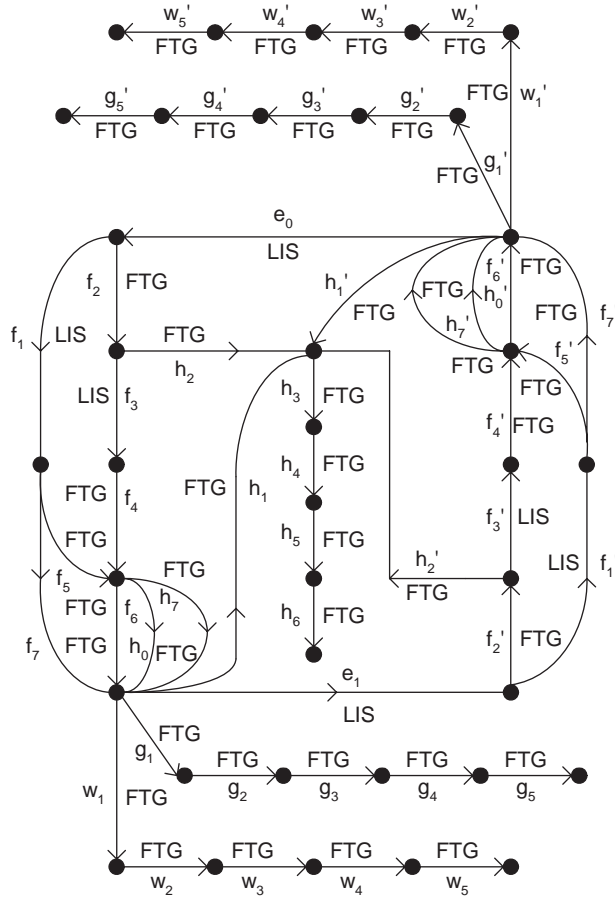 w₅' w₄' w₃' w₂'
FTG FTG FTG FTG
FTG w₁'
g₅' g₄' g₃' g₂'
FTG FTG FTG FTG
FTG g₁'
e₀
LIS
f₂ FTG
h₁' FTG
f₆' FTG
FTG h₀'
h₇'
FTG f₇
f₁ LIS
FTG
h₂
FTG f₅'
FTG
LIS f₃
h₃ FTG
f₄' FTG
FTG f₄
FTG h₁
h₄ FTG
f₃' LIS
FTG
h₅ FTG
h₂'
FTG
LIS f₁
f₅
FTG
h₇
FTG f₆
h₆ FTG
f₇ FTG
h₀ FTG
f₂' FTG
e₁
LIS
FTG
g₁
FTG FTG FTG FTG
g₂ g₃ g₄ g₅
w₁ FTG
FTG FTG FTG FTG
w₂ w₃ w₄ w₅